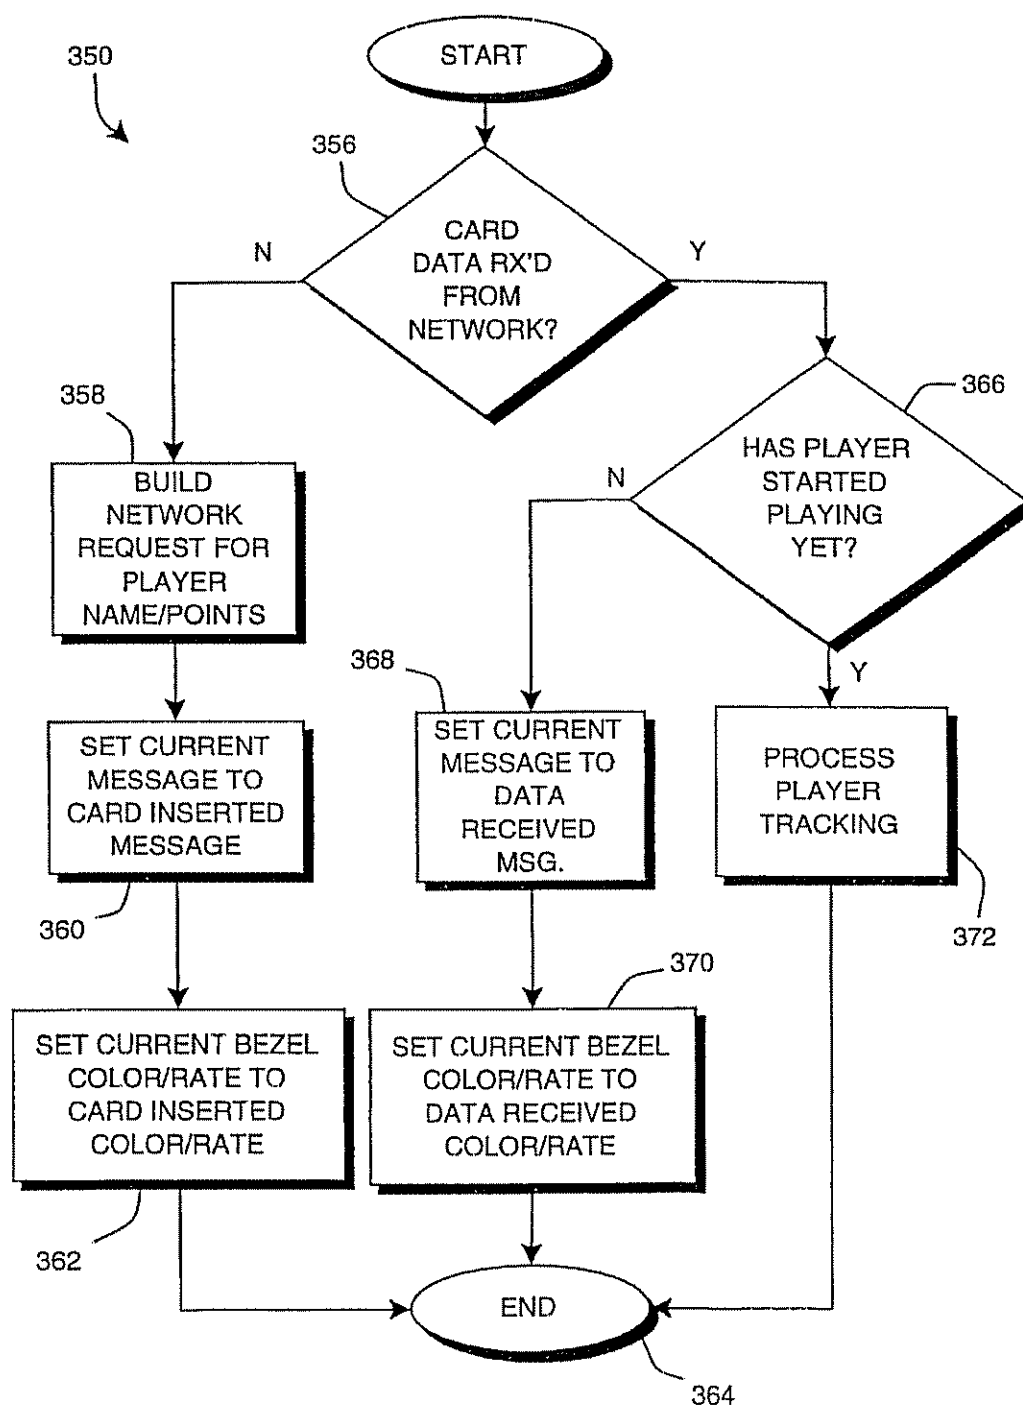 350
START
356
CARD
DATA RX'D
FROM
NETWORK?
N
Y
358
366
BUILD
NETWORK
REQUEST FOR
PLAYER
NAME/POINTS
HAS PLAYER
STARTED
PLAYING
YET?
N
Y
368
SET CURRENT
MESSAGE TO
CARD INSERTED
MESSAGE
360
SET CURRENT
MESSAGE TO
DATA
RECEIVED
MSG.
PROCESS
PLAYER
TRACKING
372
370
SET CURRENT BEZEL
COLOR/RATE TO
CARD INSERTED
COLOR/RATE
362
SET CURRENT BEZEL
COLOR/RATE TO
DATA RECEIVED
COLOR/RATE
END
364